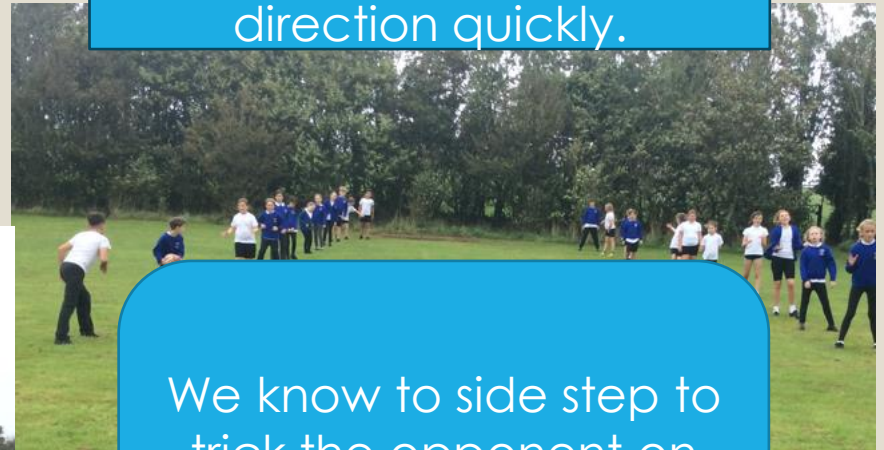 direction quickly.
We know to side step to
trick the opponent on